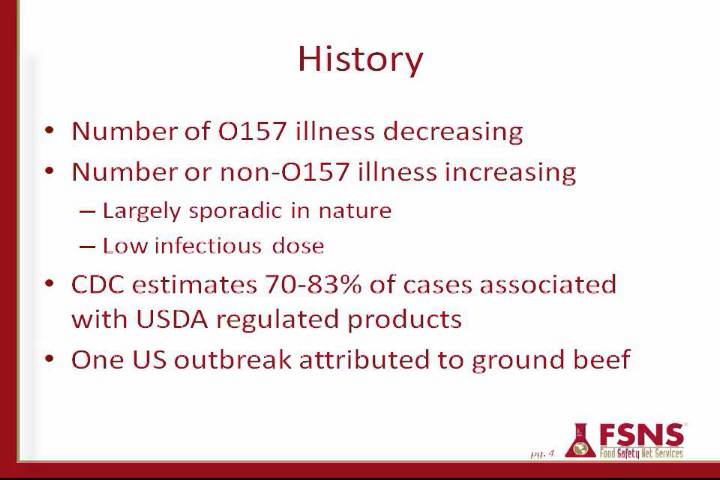 History
• Number of O157 illness decreasing
• Number or non-O157 illness increasing
– Largely sporadic in nature
– Low infectious dose
• CDC estimates 70-83% of cases associated
with USDA regulated products
• One US outbreak attributed to ground beef
pg. 4
FSNS
Food Safety Net Services